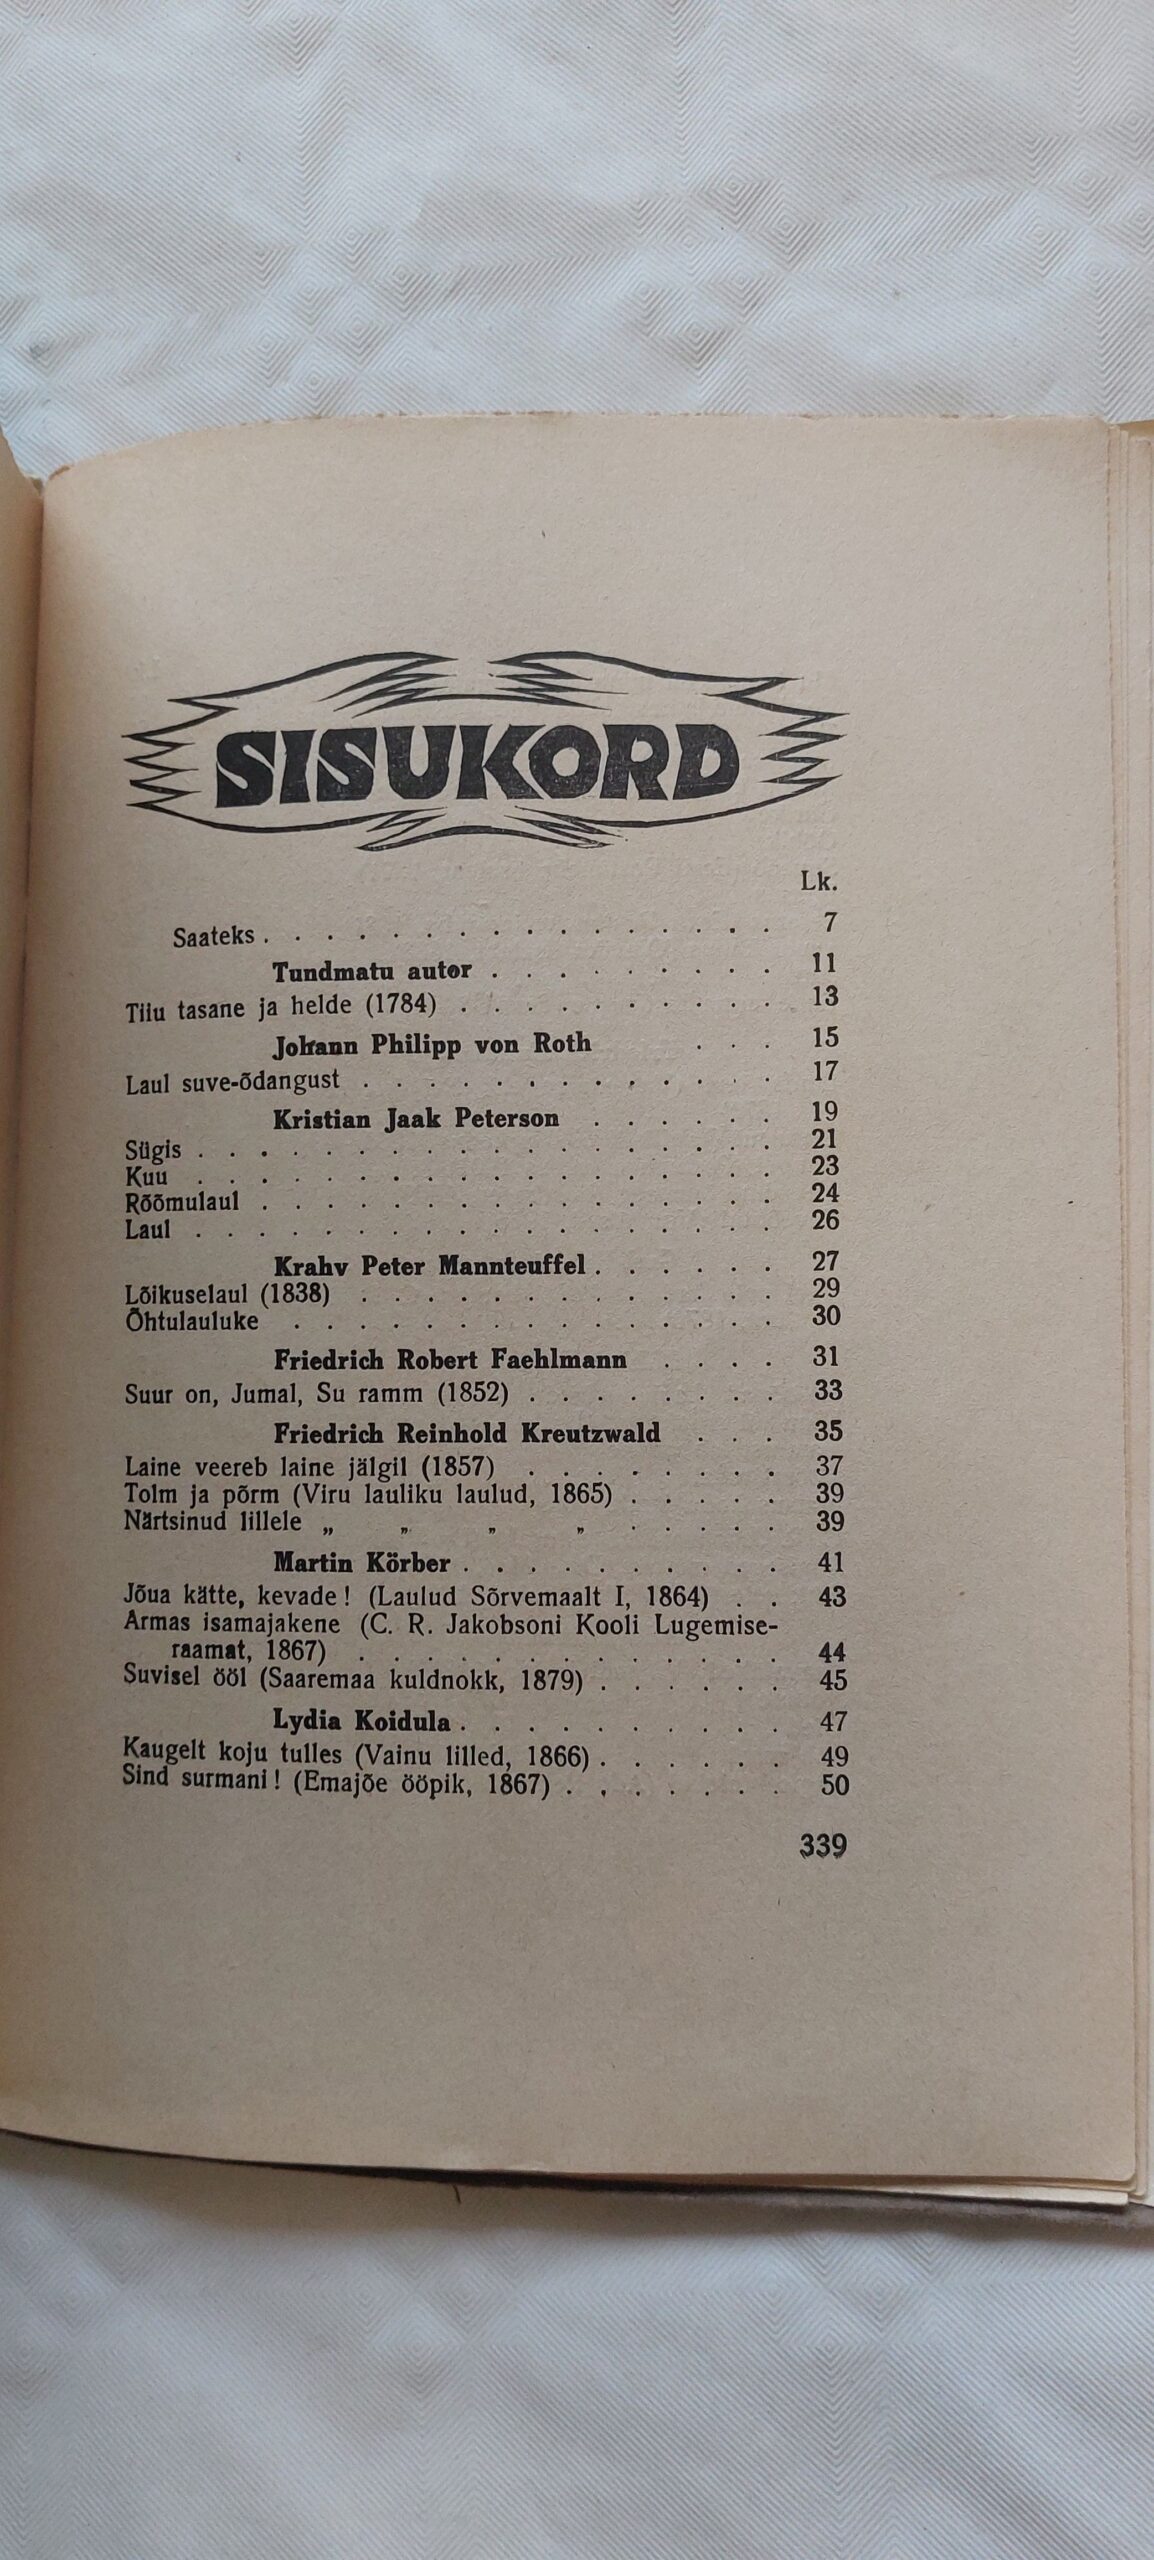 SISUKORD
Lk.
Saateks . . . . . . . . . . . . . . . . 7
Tundmatu autor . . . . . . . . . 11
Tiiu tasane ja helde (1784) . . . . . . . . . . 13
Johann Philipp von Roth . . . 15
Laul suve-õdangust . . . . . . . . . . . . . 17
Kristian Jaak Peterson . . . . . . 19
Sügis . . . . . . . . . . . . . . . . . . 21
Kuu . . . . . . . . . . . . . . . . . . 23
Rõõmulaul . . . . . . . . . . . . . . . . 24
Laul . . . . . . . . . . . . . . . . . . 26
Krahv Peter Mannteuffel . . . . . . 27
Lõikuselaul (1838) . . . . . . . . . . . . . 29
Õhtulauluke . . . . . . . . . . . . . . . 30
Friedrich Robert Faehlmann . . . . 31
Suur on, Jumal, Su ramm (1852) . . . . . . . . 33
Friedrich Reinhold Kreutzwald . . . 35
Laine veereb laine jälgil (1857) . . . . . . . . 37
Tolm ja põrm (Viru lauliku laulud, 1865) . . . . . 39
Närtsinud lillele „ „ „ „ . . . . . 39
Martin Körber . . . . . . . . . . 41
Jõua kätte, kevade! (Laulud Sõrvemaalt I, 1864) . . 43
Armas isamajakene (C. R. Jakobsoni Kooli Lugemise-
raamat, 1867) . . . . . . . . . . . . . 44
Suvisel ööl (Saaremaa kuldnokk, 1879) . . . . . . 45
Lydia Koidula . . . . . . . . . . 47
Kaugelt koju tulles (Vainu lilled, 1866) . . . . . . 49
Sind surmani! (Emajõe ööpik, 1867) . . . . . . . 50
339